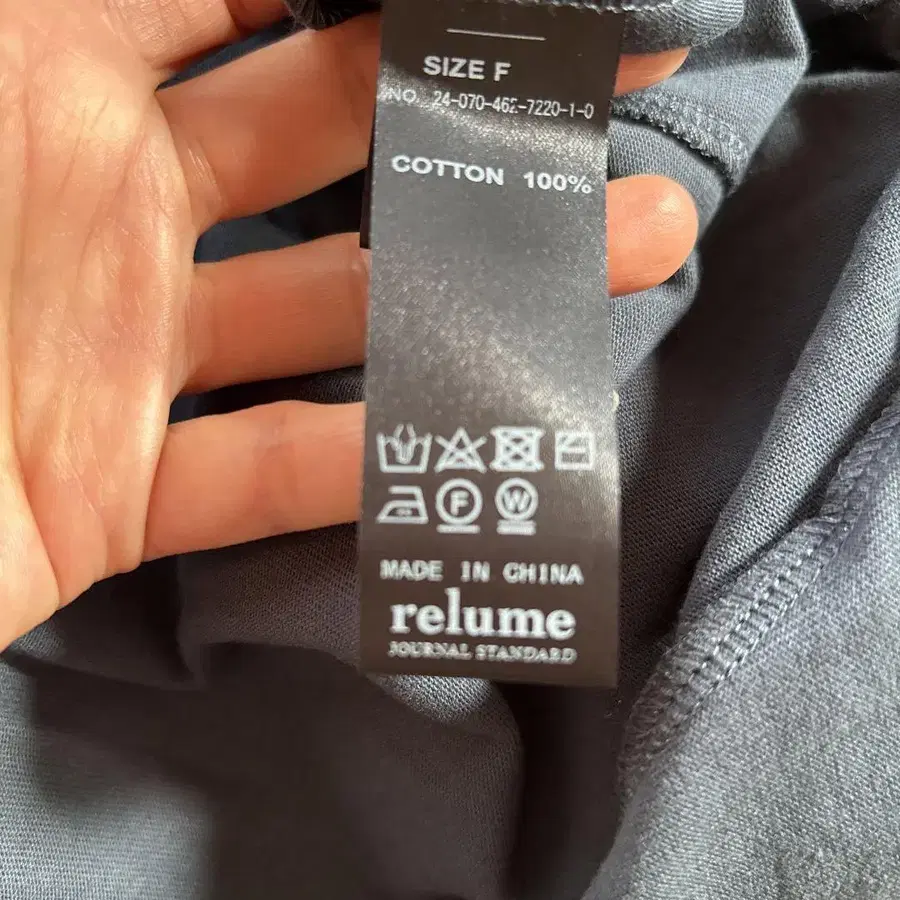 SIZE F
NO. 24-070-462-7220-1-0
COTTON 100%
F
W
MADE IN CHINA
relume
JOURNAL STANDARD